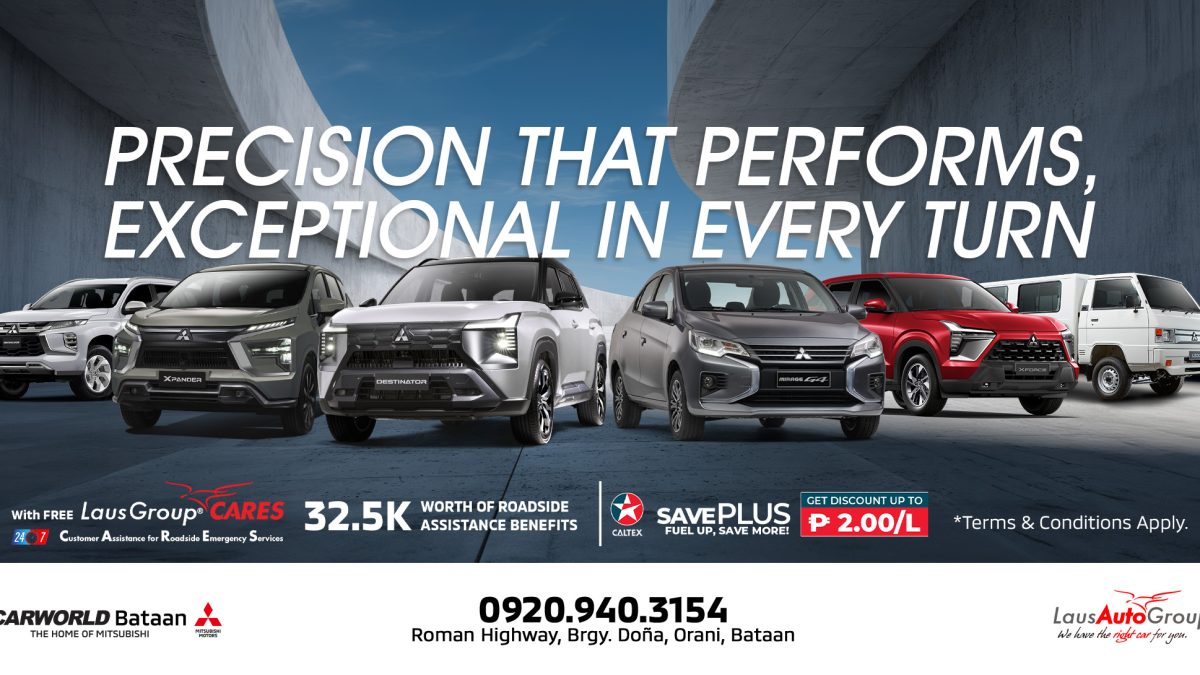 PRECISION THAT PERFORMS,
EXCEPTIONAL IN EVERY TURN
XPANDER
DESTINATOR
MIRAGE G4
XFORCE
With FREE LausGroup® CARES
24 7 Customer Assistance for Roadside Emergency Services
32.5K WORTH OF ROADSIDE
ASSISTANCE BENEFITS
CALTEX
SAVEPLUS
FUEL UP, SAVE MORE!
GET DISCOUNT UP TO
₱ 2.00/L
*Terms & Conditions Apply.
CARWORLD Bataan
THE HOME OF MITSUBISHI
MITSUBISHI
MOTORS
0920.940.3154
Roman Highway, Brgy. Doña, Orani, Bataan
LausAutoGroup
We have the right car for you.